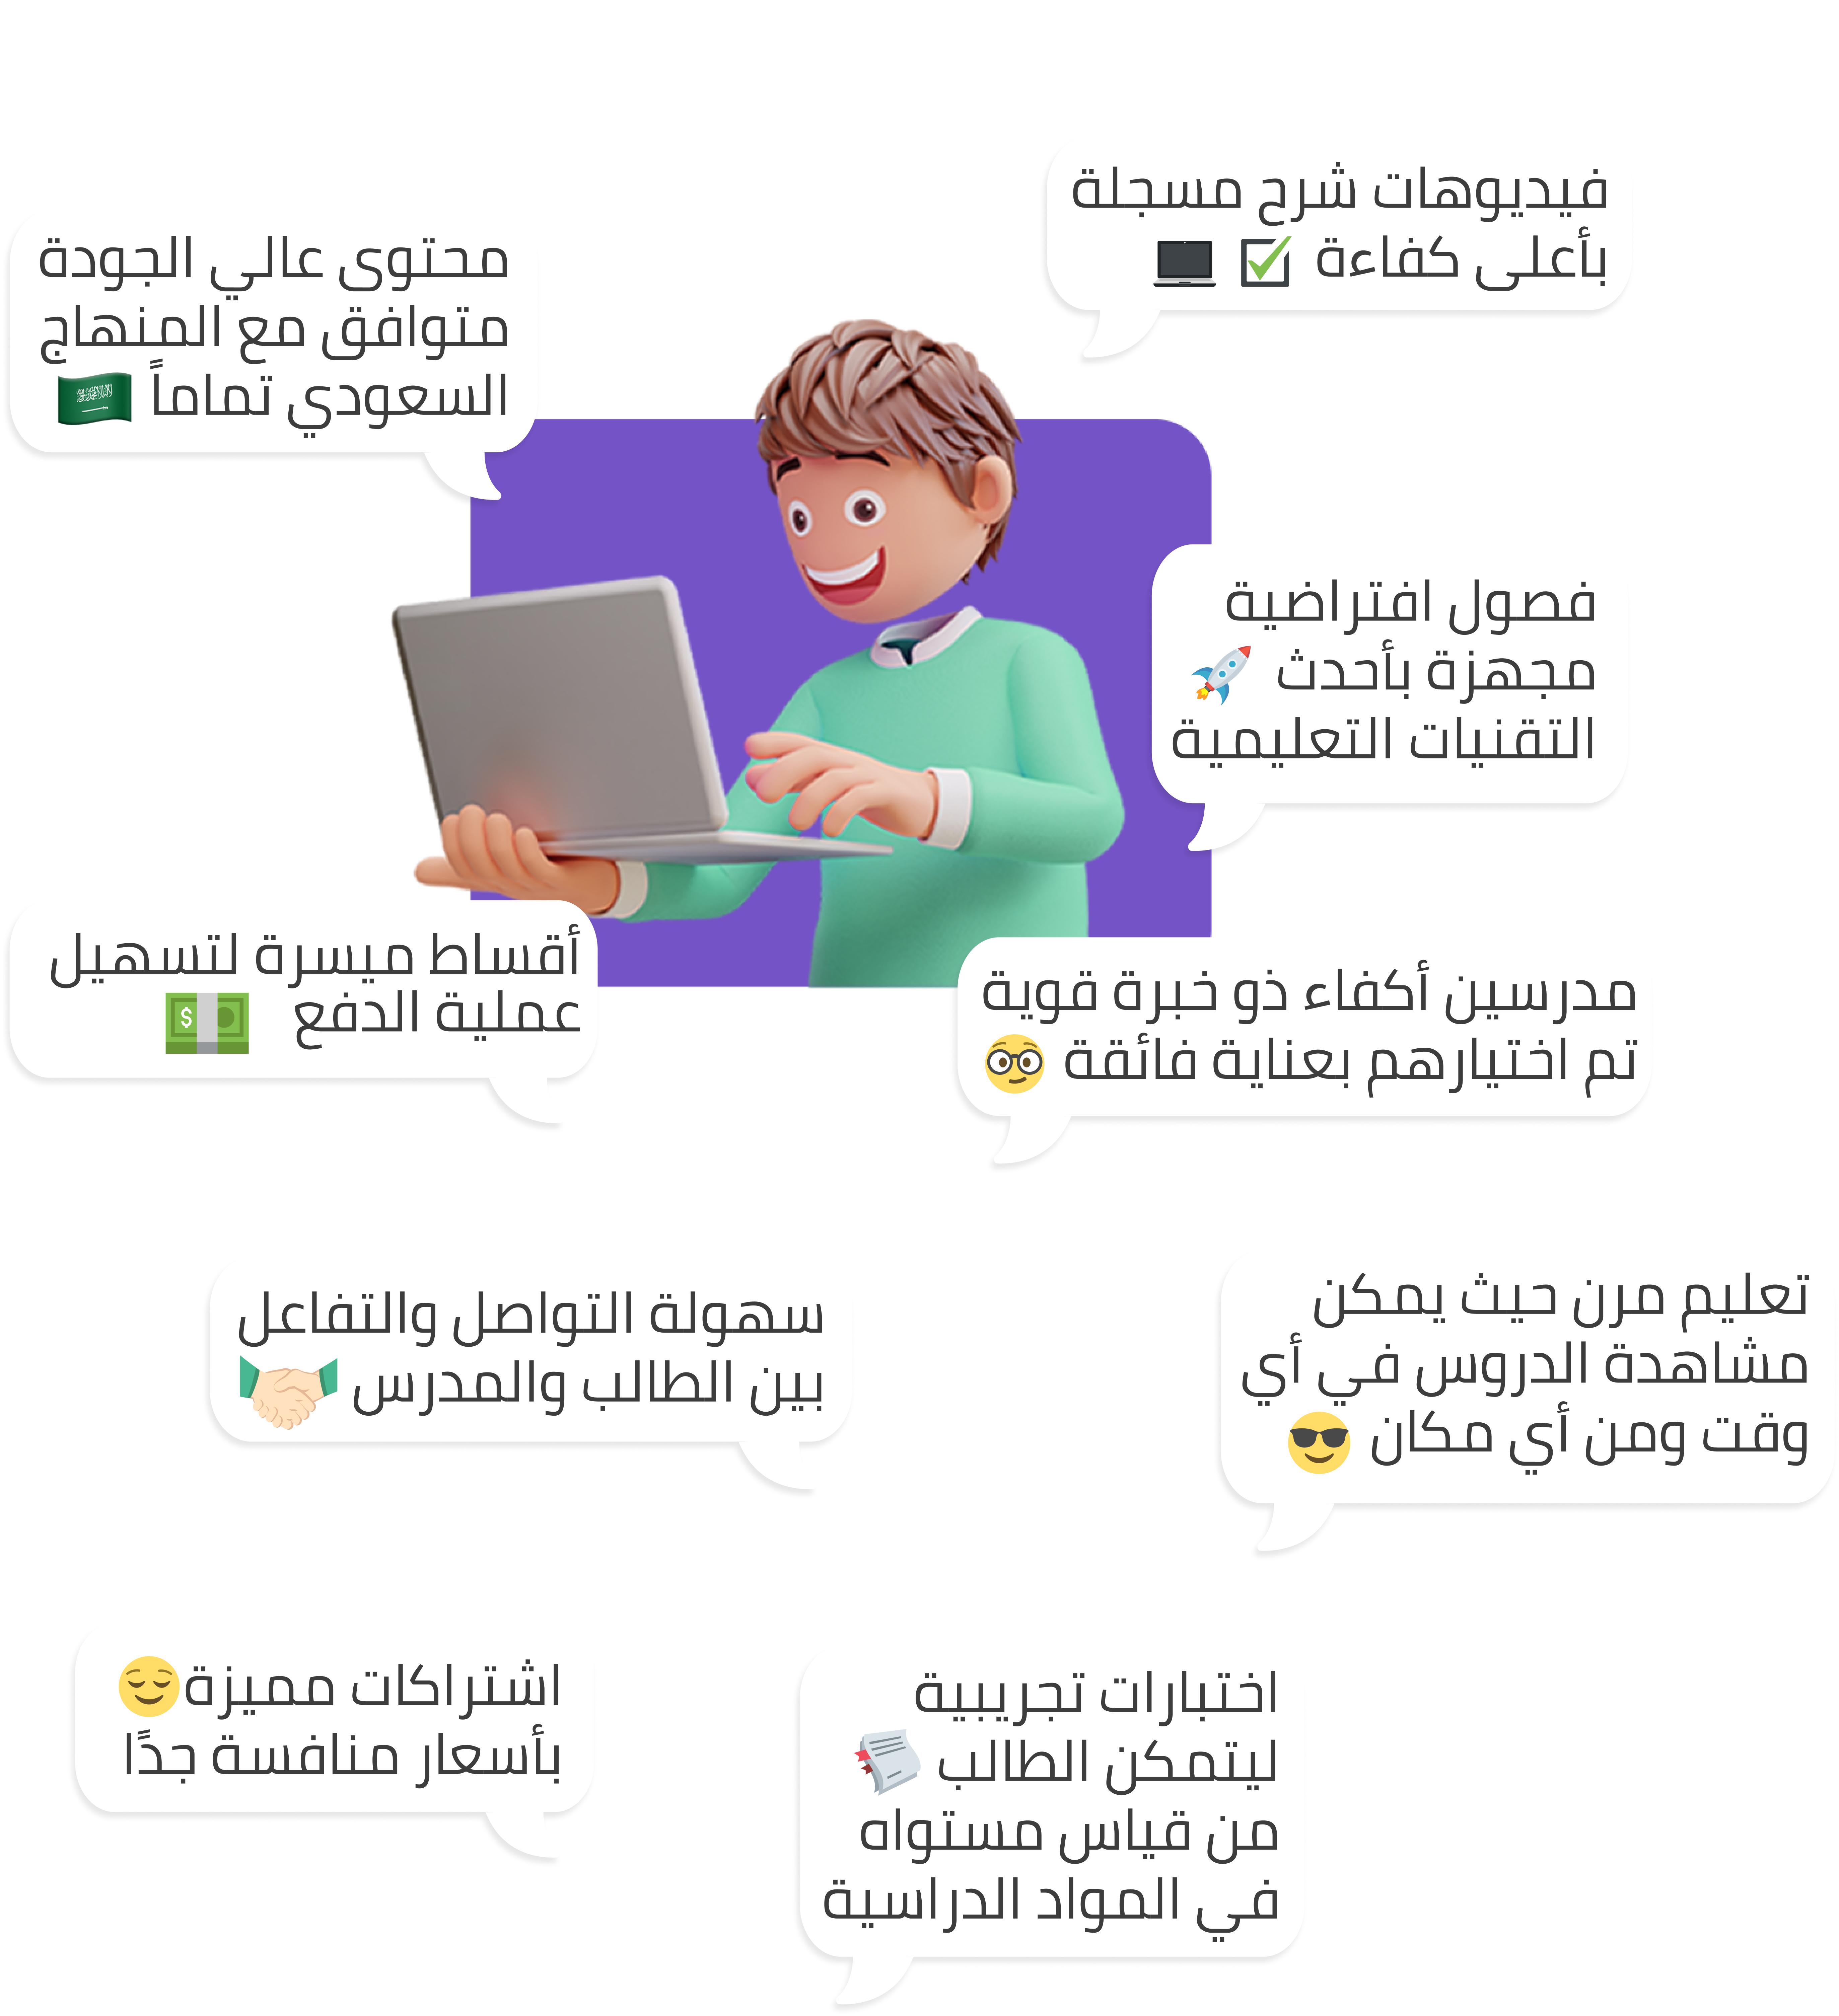 فيديوهات شرح مسجلة
بأعلى كفاءة ☑ 💻
محتوى عالي الجودة
متوافق مع المنهاج
السعودي تماماً 🇸🇦
فصول افتراضية
مجهزة بأحدث 🚀
التقنيات التعليمية
أقساط ميسرة لتسهيل
عملية الدفع 💵
مدرسين أكفاء ذو خبرة قوية
تم اختيارهم بعناية فائقة 🤓
تعليم مرن حيث يمكن
مشاهدة الدروس في أي
وقت ومن أي مكان 😎
سهولة التواصل والتفاعل
بين الطالب والمدرس 🤝🏻
اشتراكات مميزة😌
بأسعار منافسة جدًا
اختبارات تجريبية
ليتمكن الطالب 📜
من قياس مستواه
في المواد الدراسية